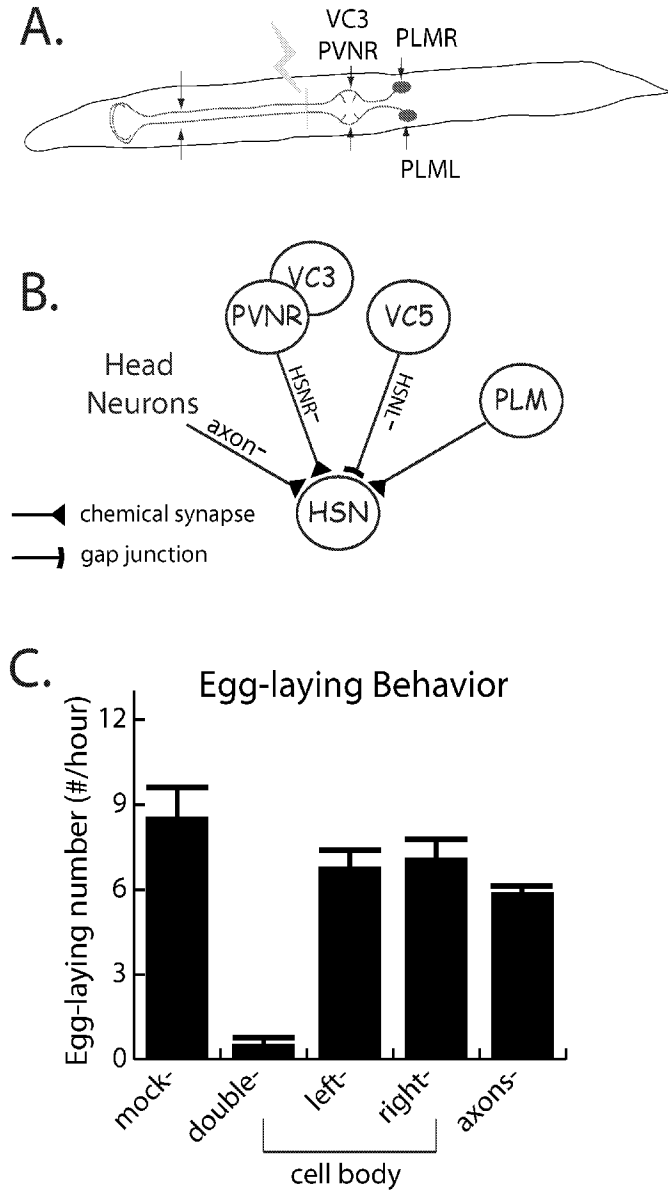 A.
VC3
PVNR
PLMR
PLML
B.
VC3
PVNR
VC5
Head
Neurons
HSNR-
HSNL-
PLM
axon-
HSN
chemical synapse
gap junction
C.
Egg-laying Behavior
Egg-laying number (#/hour)
12
9
6
3
0
mock-
double-
left-
right-
axons-
cell body